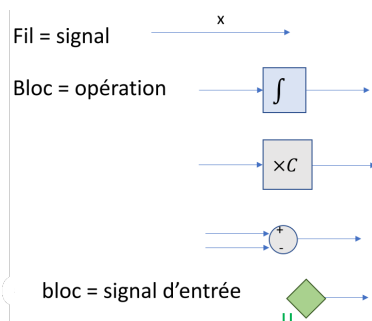 x
Fil = signal
Bloc = opération
∫
×C
+
-
bloc = signal d’entrée